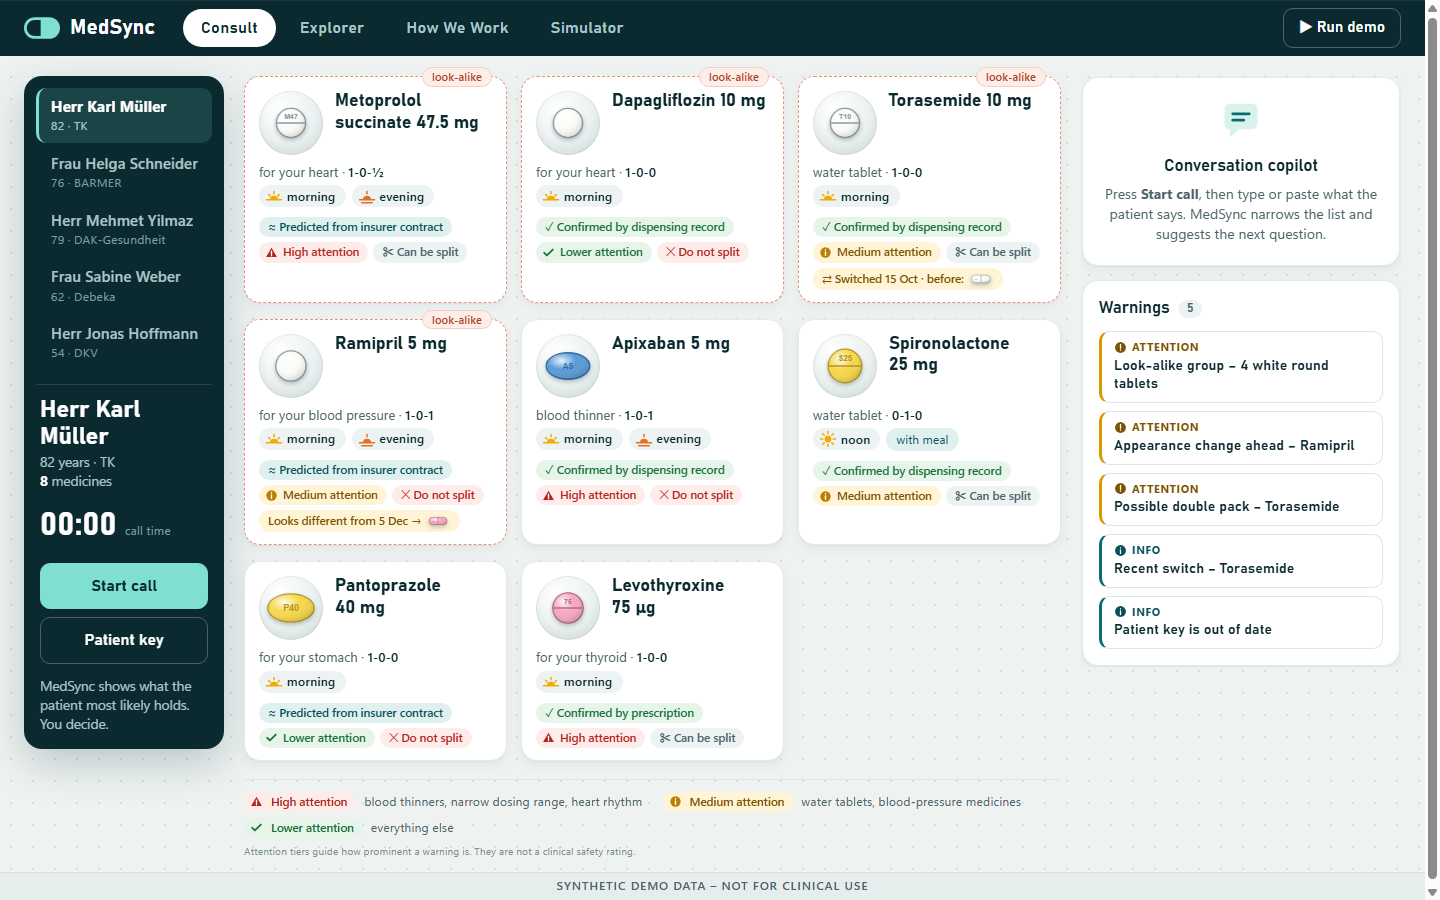 MedSync
Consult
Explorer
How We Work
Simulator
▶ Run demo
Herr Karl Müller
82 · TK
Frau Helga Schneider
76 · BARMER
Herr Mehmet Yilmaz
79 · DAK-Gesundheit
Frau Sabine Weber
62 · Debeka
Herr Jonas Hoffmann
54 · DKV
Herr Karl
Müller
82 years · TK
8 medicines
00:00 call time
Start call
Patient key
MedSync shows what the
patient most likely holds.
You decide.
look-alike
M47
Metoprolol
succinate 47.5 mg
for your heart · 1-0-½
morning
evening
≈ Predicted from insurer contract
High attention
Can be split
look-alike
Dapagliflozin 10 mg
for your heart · 1-0-0
morning
✓ Confirmed by dispensing record
Lower attention
Do not split
look-alike
T10
Torasemide 10 mg
water tablet · 1-0-0
morning
✓ Confirmed by dispensing record
Medium attention
Can be split
⇄ Switched 15 Oct · before:
look-alike
Ramipril 5 mg
for your blood pressure · 1-0-1
morning
evening
≈ Predicted from insurer contract
Medium attention
Do not split
Looks different from 5 Dec →
A5
Apixaban 5 mg
blood thinner · 1-0-1
morning
evening
✓ Confirmed by dispensing record
High attention
Do not split
S25
Spironolactone
25 mg
water tablet · 0-1-0
noon
with meal
✓ Confirmed by dispensing record
Medium attention
Can be split
P40
Pantoprazole
40 mg
for your stomach · 1-0-0
morning
≈ Predicted from insurer contract
Lower attention
Do not split
76
Levothyroxine
75 µg
for your thyroid · 1-0-0
morning
✓ Confirmed by prescription
High attention
Can be split
High attention blood thinners, narrow dosing range, heart rhythm
Medium attention water tablets, blood-pressure medicines
Lower attention everything else
Attention tiers guide how prominent a warning is. They are not a clinical safety rating.
Conversation copilot
Press Start call, then type or paste what the
patient says. MedSync narrows the list and
suggests the next question.
Warnings 5
ATTENTION
Look-alike group – 4 white round
tablets
ATTENTION
Appearance change ahead – Ramipril
ATTENTION
Possible double pack – Torasemide
INFO
Recent switch – Torasemide
INFO
Patient key is out of date
SYNTHETIC DEMO DATA – NOT FOR CLINICAL USE